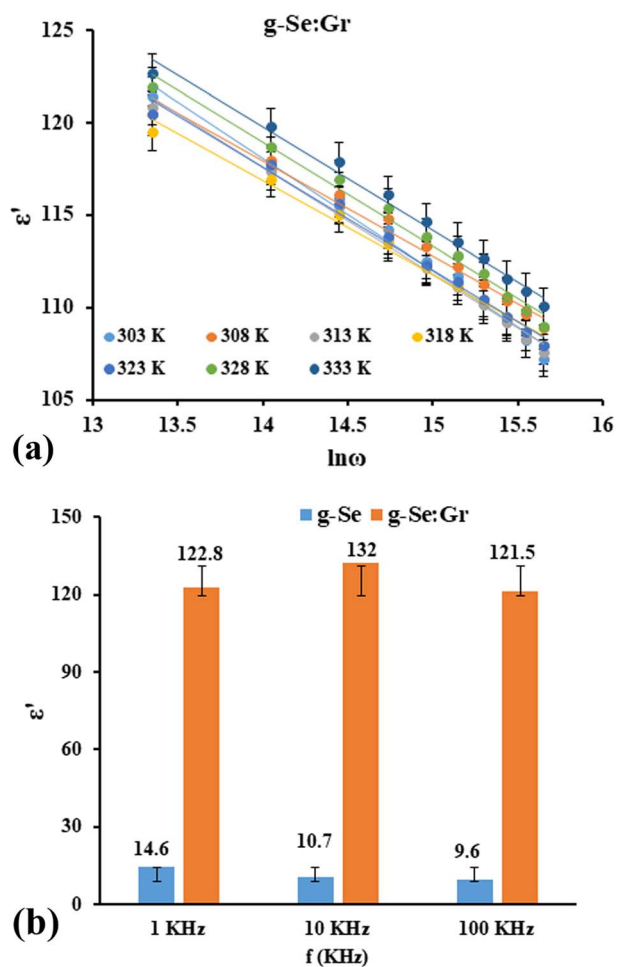 g-Se:Gr
125
120
115
110
105
ε'
303 K 308 K 313 K 318 K
323 K 328 K 333 K
13 13.5 14 14.5 15 15.5 16
lnω
(a)
150
120
90
60
30
0
ε'
g-Se g-Se:Gr
122.8 132 121.5
14.6 10.7 9.6
1 KHz 10 KHz 100 KHz
f (KHz)
(b)